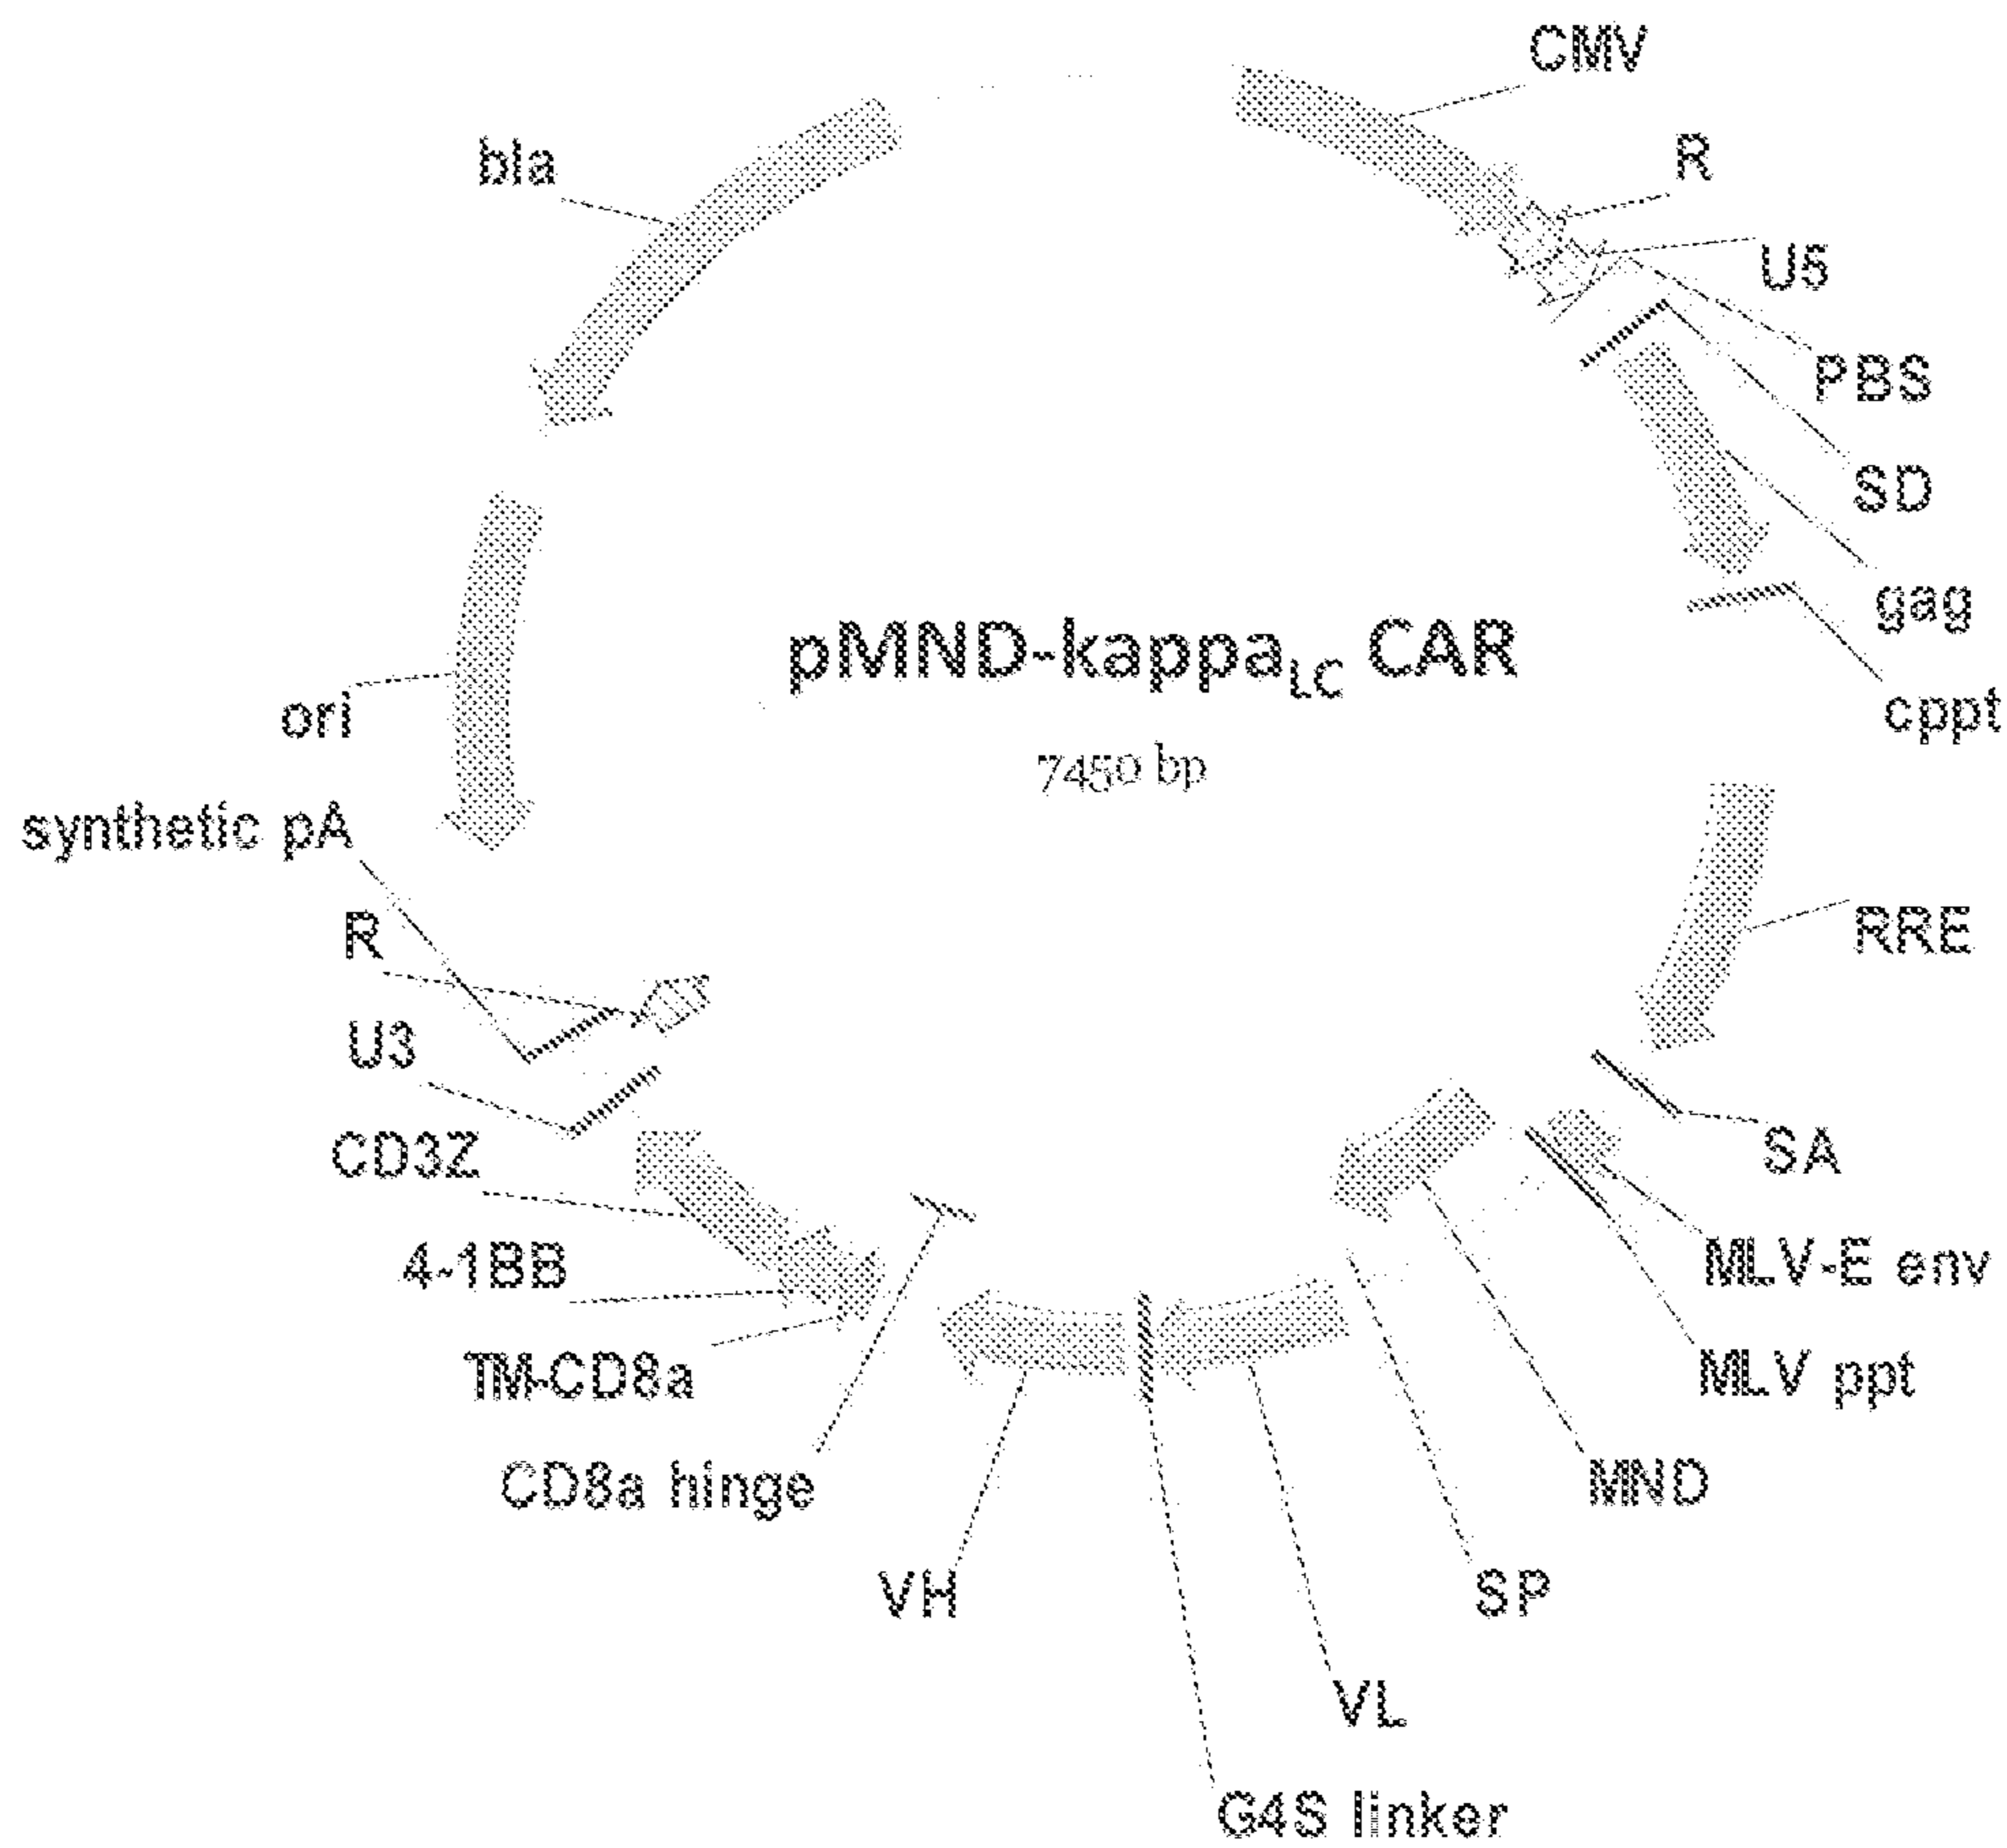 CMV
bla
R
U5
PBS
SD
gag
pMND-kappaLC CAR
ori
cppt
7450 bp
synthetic pA
R
RRE
U3
CD3Z
SA
4-1BB
MLV-E env
TM-CD8a
MLV ppt
CD8a hinge
MND
VH
SP
VL
G4S linker